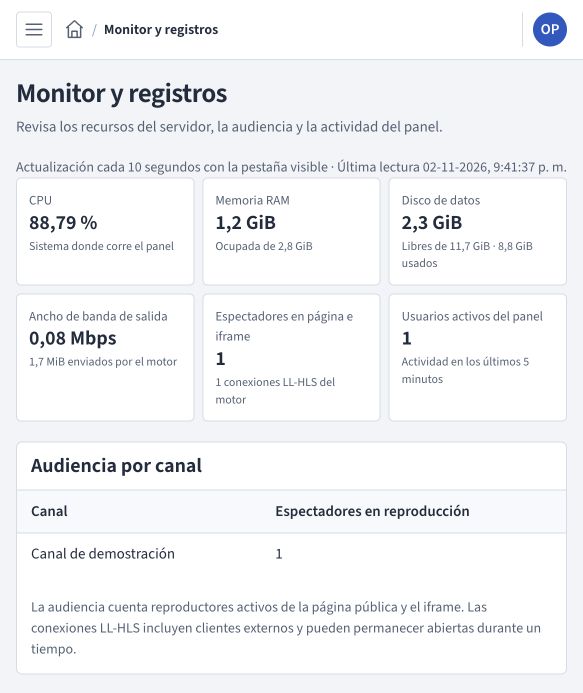 / Monitor y registros
OP
Monitor y registros
Revisa los recursos del servidor, la audiencia y la actividad del panel.
Actualización cada 10 segundos con la pestaña visible · Última lectura 02-11-2026, 9:41:37 p. m.
CPU
88,79 %
Sistema donde corre el panel
Memoria RAM
1,2 GiB
Ocupada de 2,8 GiB
Disco de datos
2,3 GiB
Libres de 11,7 GiB · 8,8 GiB
usados
Ancho de banda de salida
0,08 Mbps
1,7 MiB enviados por el motor
Espectadores en página e
iframe
1
1 conexiones LL-HLS del
motor
Usuarios activos del panel
1
Actividad en los últimos 5
minutos
Audiencia por canal
Canal Espectadores en reproducción
Canal de demostración 1
La audiencia cuenta reproductores activos de la página pública y el iframe. Las
conexiones LL-HLS incluyen clientes externos y pueden permanecer abiertas durante un
tiempo.